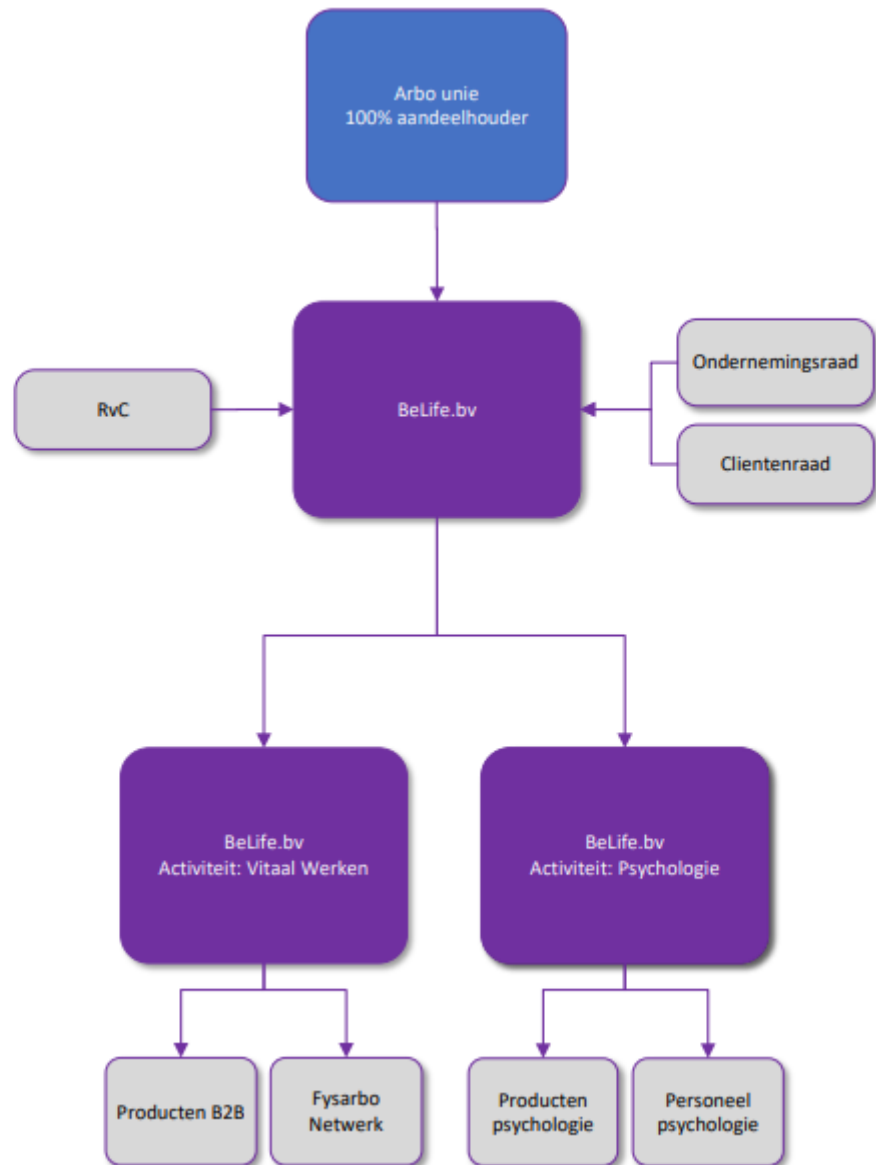 Arbo unie
100% aandeelhouder
RvC
BeLife.bv
Ondernemingsraad
Clientenraad
BeLife.bv
Activiteit: Vitaal Werken
BeLife.bv
Activiteit: Psychologie
Producten B2B
Fysarbo
Netwerk
Producten
psychologie
Personeel
psychologie